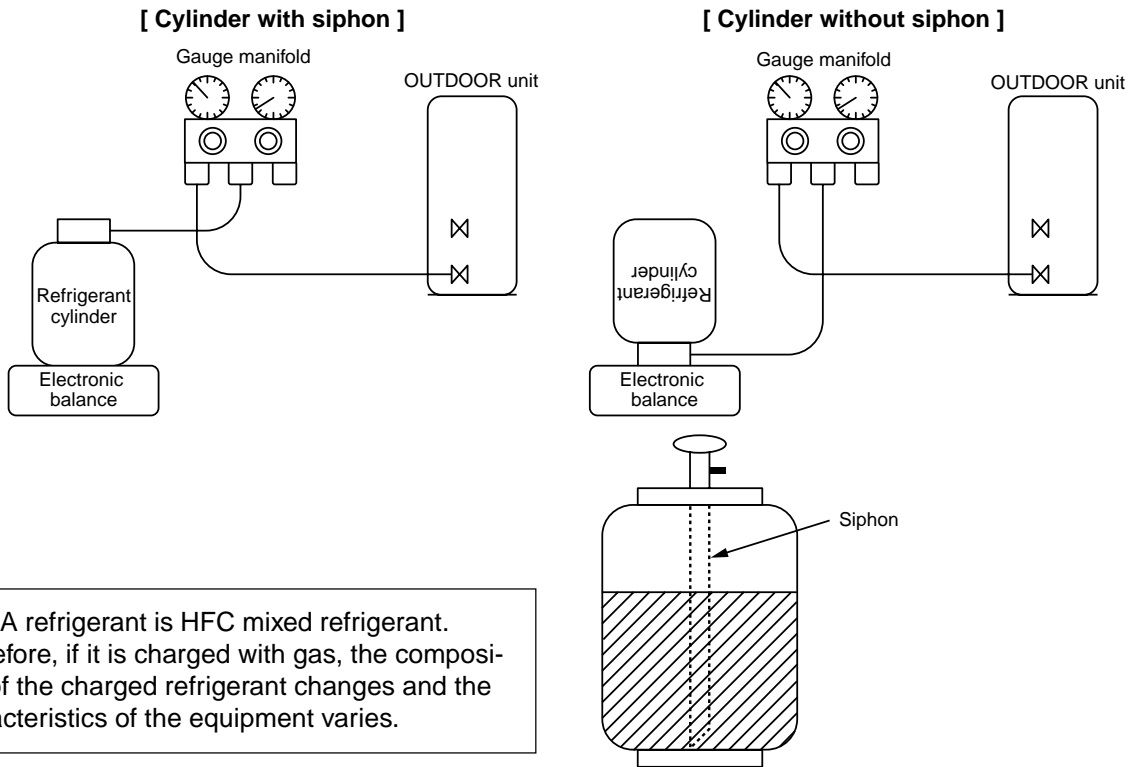 [ Cylinder with siphon ]
Gauge manifold
OUTDOOR unit
Refrigerant
cylinder
Electronic
balance
[ Cylinder without siphon ]
Gauge manifold
OUTDOOR unit
Refrigerant
cylinder
Electronic
balance
Siphon
A refrigerant is HFC mixed refrigerant.
if it is charged with gas, the composi-
of the charged refrigerant changes and the
of the equipment varies.